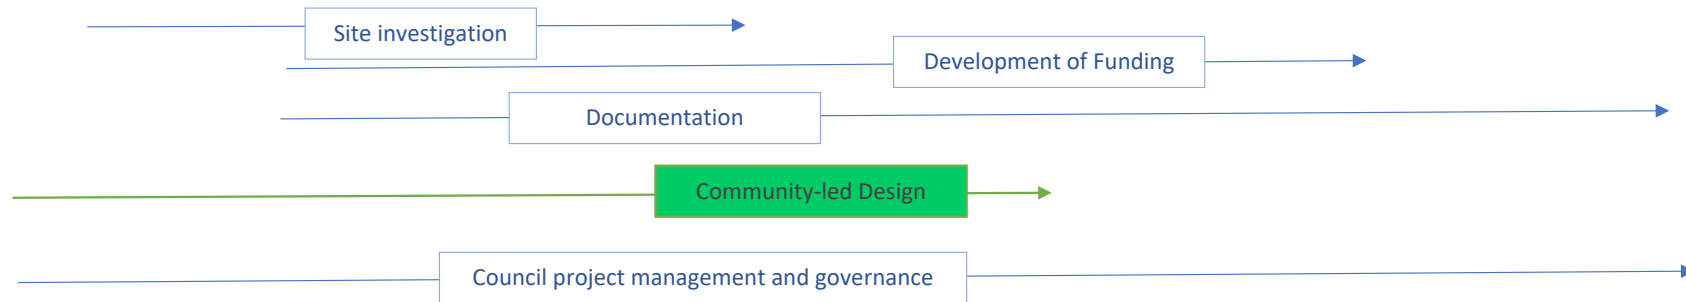 Site investigation
Development of Funding
Documentation
Community-led Design
Council project management and governance